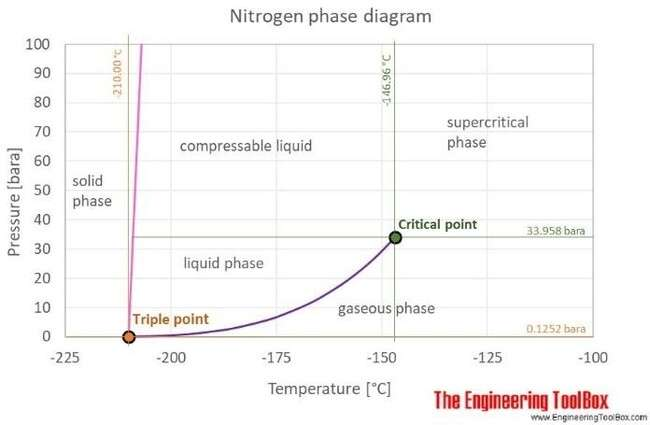 Nitrogen phase diagram
100
90
80
70
60
50
40
30
20
10
0
Pressure [bara]
-210.00 °C
-146.96 °C
supercritical
phase
compressable liquid
solid
phase
Critical point
33.958 bara
liquid phase
gaseous phase
Triple point
0.1252 bara
-225
-200
-175
-150
-125
-100
Temperature [°C]
The Engineering ToolBox
www.EngineeringToolBox.com